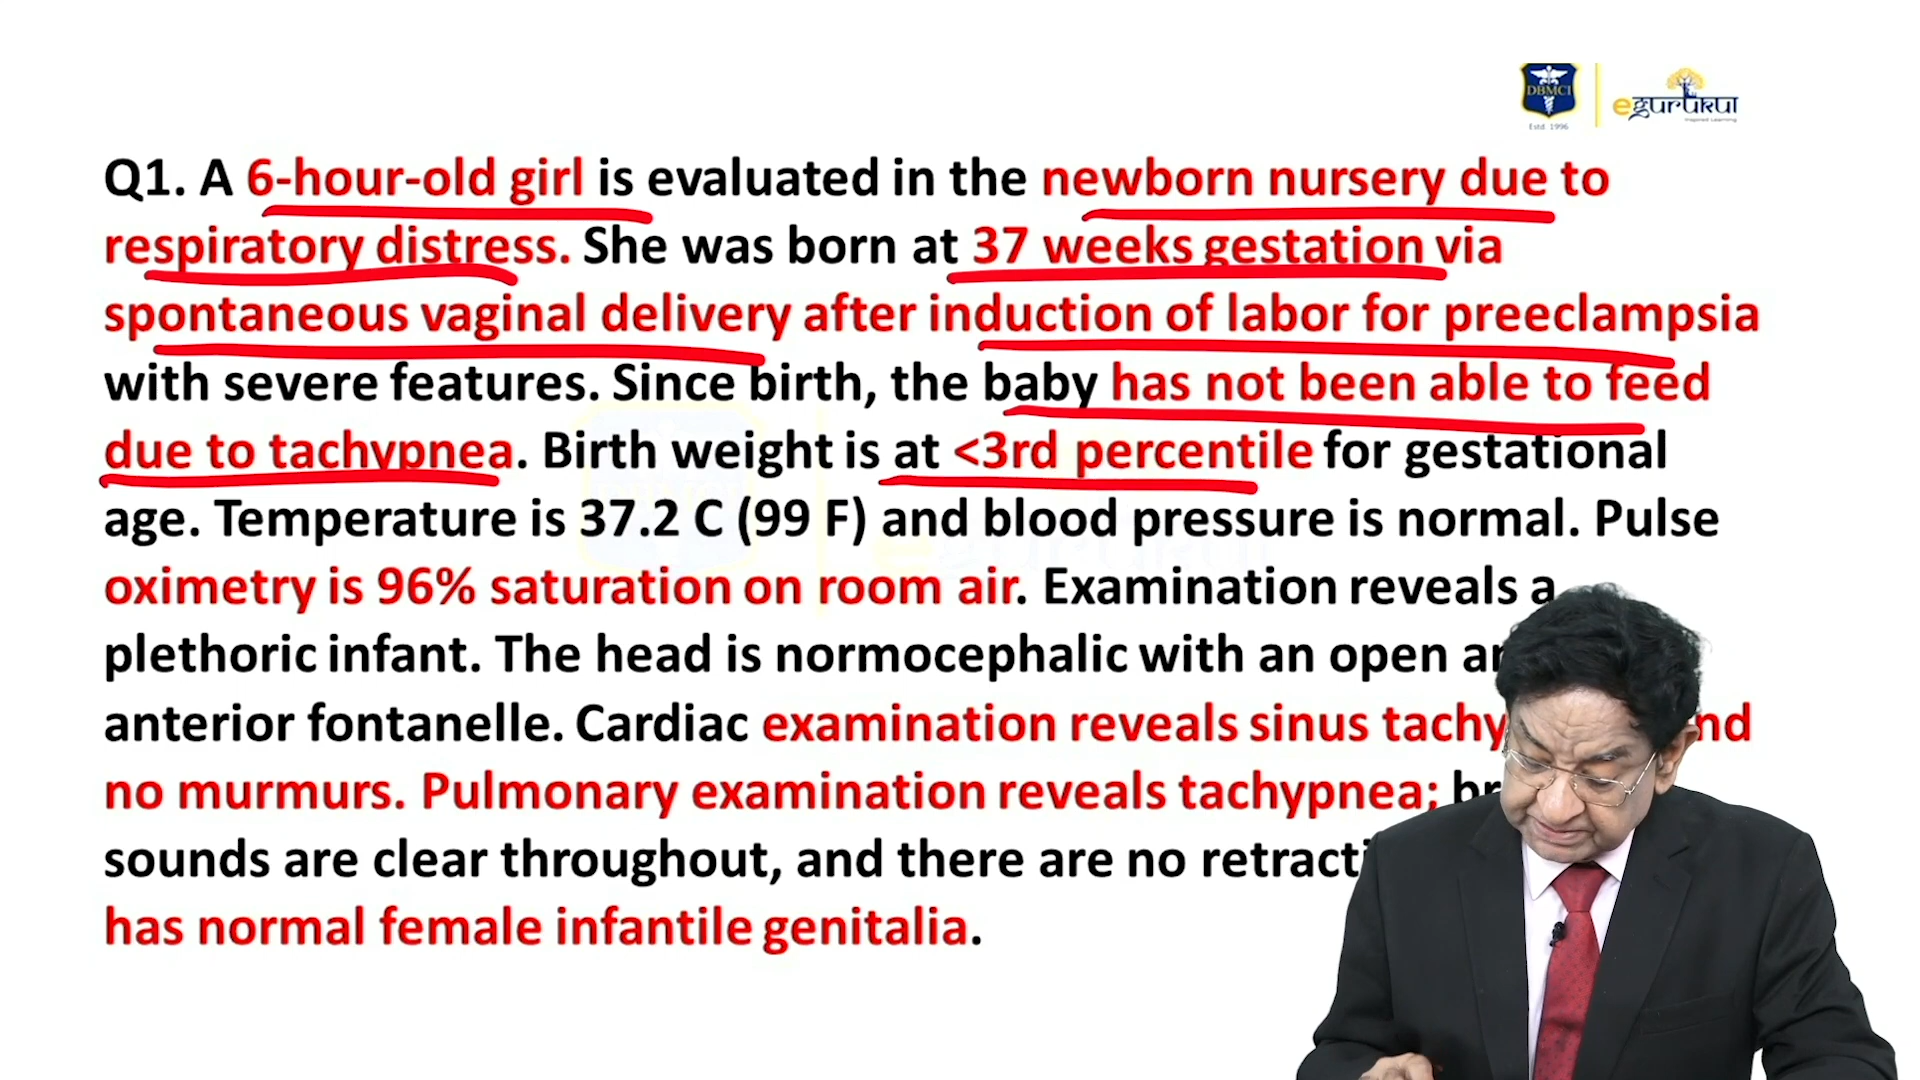 DBMCI
Estd. 1996
egurukul
Inspired Learning
Q1. A 6-hour-old girl is evaluated in the newborn nursery due to
respiratory distress. She was born at 37 weeks gestation via
spontaneous vaginal delivery after induction of labor for preeclampsia
with severe features. Since birth, the baby has not been able to feed
due to tachypnea. Birth weight is at <3rd percentile for gestational
age. Temperature is 37.2 C (99 F) and blood pressure is normal. Pulse
oximetry is 96% saturation on room air. Examination reveals a
plethoric infant. The head is normocephalic with an open
anterior fontanelle. Cardiac examination reveals sinus
no murmurs. Pulmonary examination reveals tachypnea;
sounds are clear throughout, and there are no
has normal female infantile genitalia.